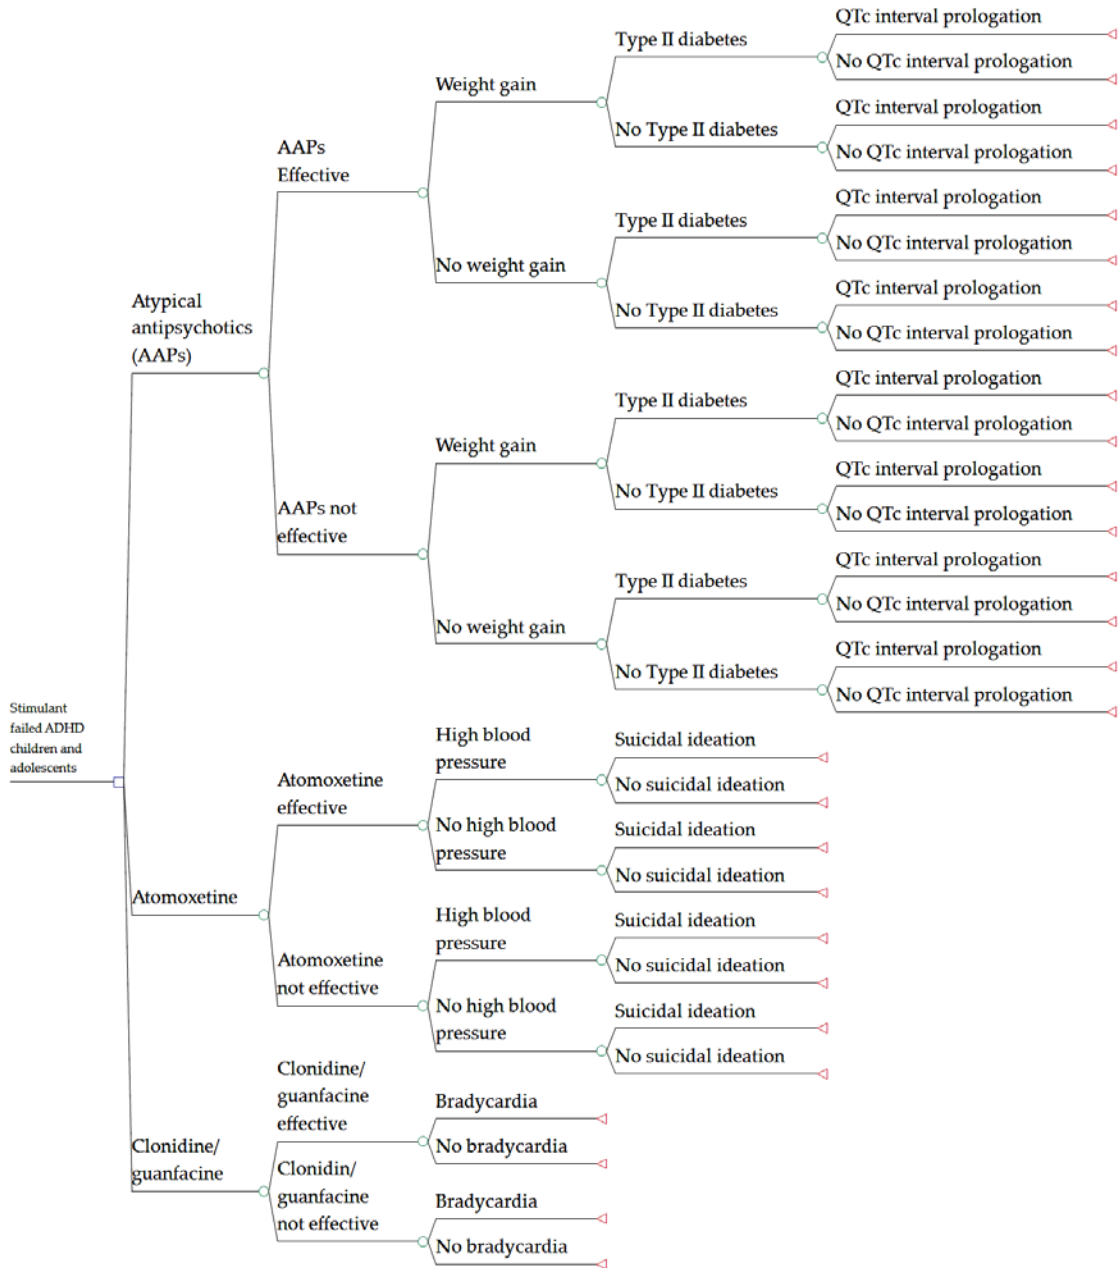 QTc interval prologation
Type II diabetes
No QTc interval prologation
Weight gain
QTc interval prologation
No Type II diabetes
No QTc interval prologation
AAPs
Effective
QTc interval prologation
Type II diabetes
No QTc interval prologation
No weight gain
QTc interval prologation
No Type II diabetes
No QTc interval prologation
Atypical
antipsychotics
(AAPs)
QTc interval prologation
Type II diabetes
No QTc interval prologation
Weight gain
QTc interval prologation
No Type II diabetes
No QTc interval prologation
AAPs not
effective
QTc interval prologation
Type II diabetes
No QTc interval prologation
No weight gain
QTc interval prologation
No Type II diabetes
No QTc interval prologation
Stimulant
failed ADHD
children and
adolescents
High blood
pressure
Suicidal ideation
No suicidal ideation
Atomoxetine
effective
No high blood
pressure
Suicidal ideation
No suicidal ideation
Atomoxetine
High blood
pressure
Suicidal ideation
No suicidal ideation
Atomoxetine
not effective
No high blood
pressure
Suicidal ideation
No suicidal ideation
Clonidine/
guanfacine
effective
Bradycardia
No bradycardia
Clonidine/
guanfacine
Clonidin/
guanfacine
not effective
Bradycardia
No bradycardia